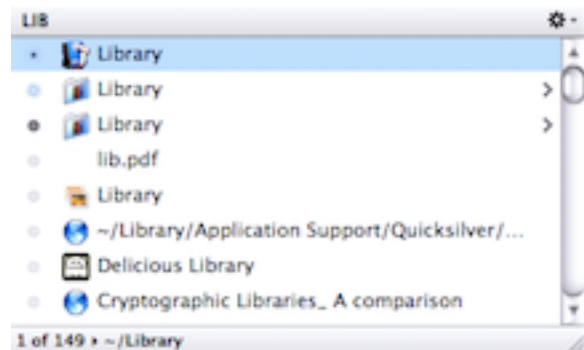 LIB
Library
Library
Library
lib.pdf
Library
~/Library/Application Support/Quicksilver/...
Delicious Library
Cryptographic Libraries_ A comparison
1 of 149 ▸ ~/Library